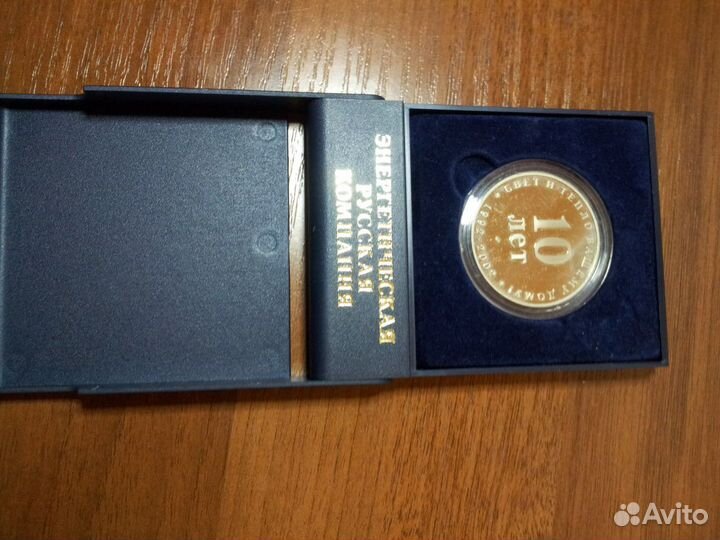 ЭНЕРГЕТИЧЕСКАЯ
РУССКАЯ
КОМПАНИЯ
* СВЕТ И ТЕПЛО ВАШЕМУ ДОМУ! *
10
ЛЕТ
Avito